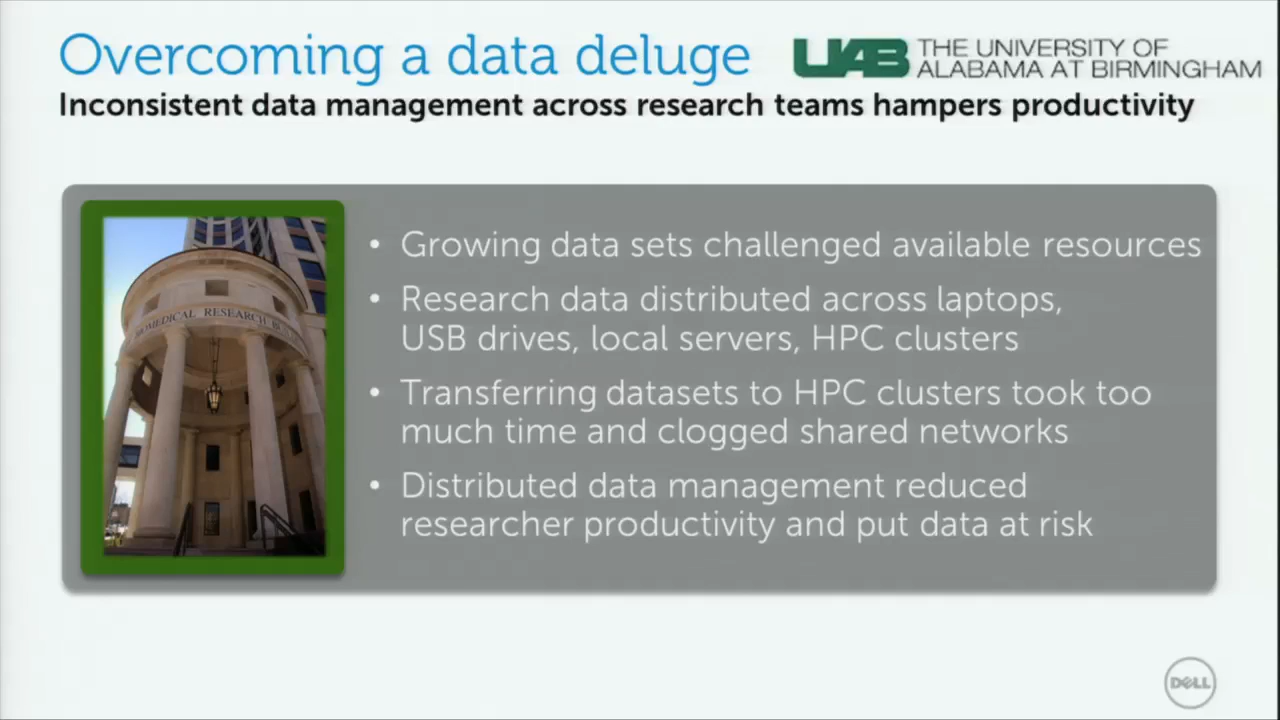 Overcoming a data deluge
UAB THE UNIVERSITY OF
ALABAMA AT BIRMINGHAM
Inconsistent data management across research teams hampers productivity
BIOMEDICAL RESEARCH
• Growing data sets challenged available resources
• Research data distributed across laptops,
USB drives, local servers, HPC clusters
• Transferring datasets to HPC clusters took too
much time and clogged shared networks
• Distributed data management reduced
researcher productivity and put data at risk
DELL